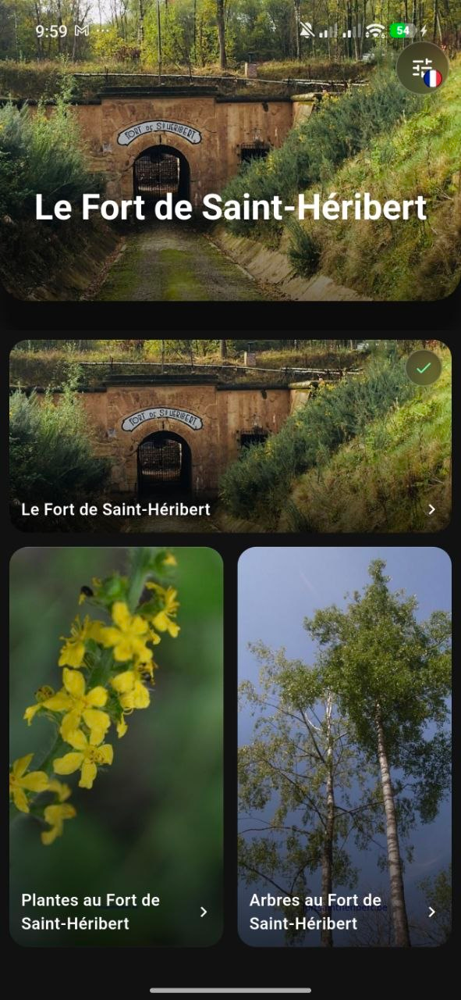 9:59
54
FORT DE St HERIBERT
Le Fort de Saint-Héribert
FORT DE St HERIBERT
Le Fort de Saint-Héribert
Plantes au Fort de
Saint-Héribert
Arbres au Fort de
Saint-Héribert